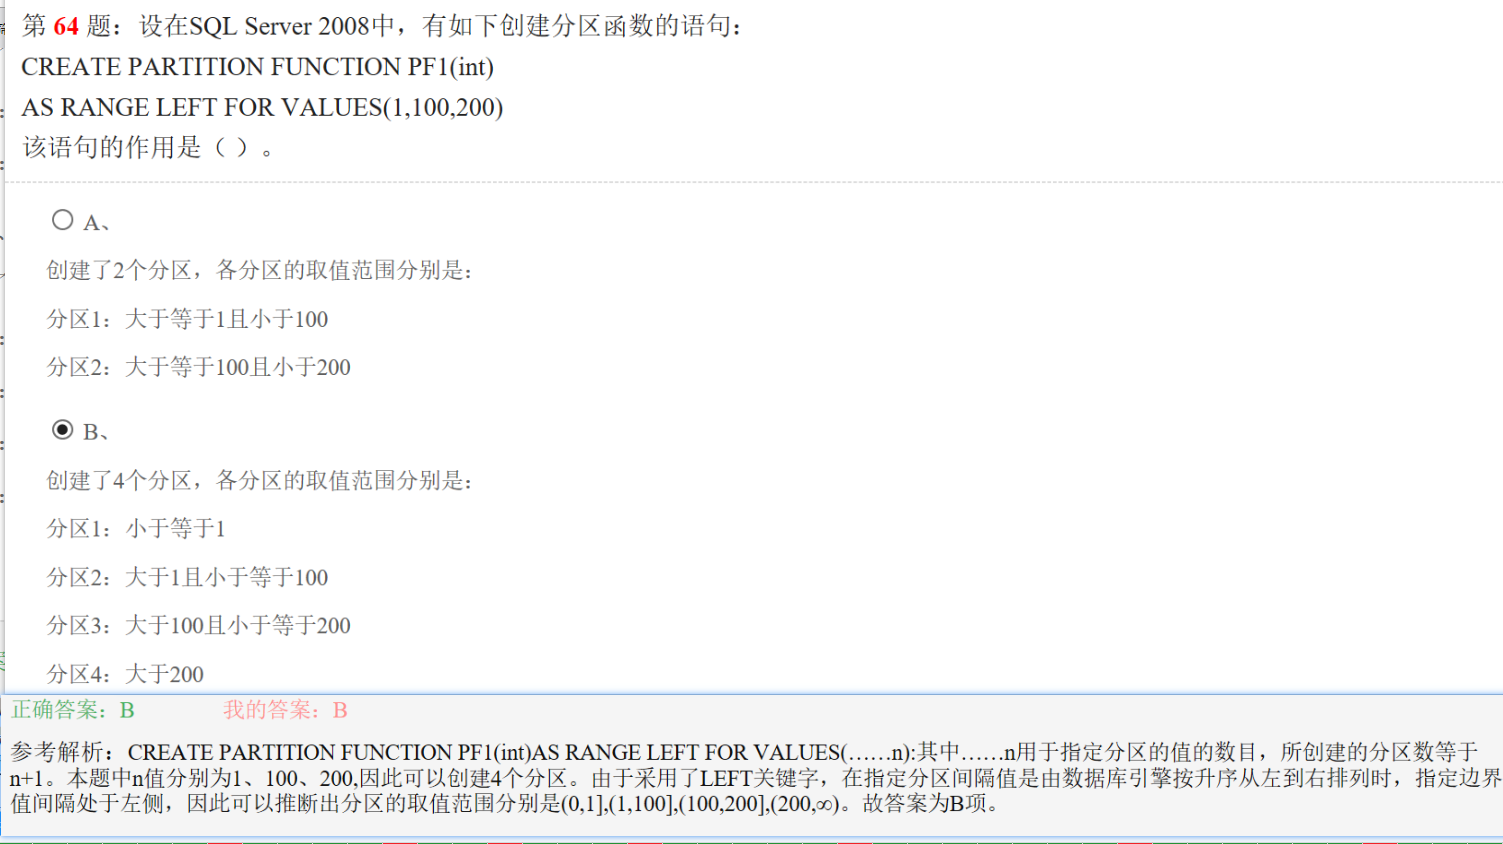 第 64 题：设在SQL Server 2008中，有如下创建分区函数的语句：
CREATE PARTITION FUNCTION PF1(int)
AS RANGE LEFT FOR VALUES(1,100,200)
该语句的作用是（ ）。
A、
创建了2个分区，各分区的取值范围分别是：
分区1：大于等于1且小于100
分区2：大于等于100且小于200
B、
创建了4个分区，各分区的取值范围分别是：
分区1：小于等于1
分区2：大于1且小于等于100
分区3：大于100且小于等于200
分区4：大于200
正确答案：B 我的答案：B
参考解析：CREATE PARTITION FUNCTION PF1(int)AS RANGE LEFT FOR VALUES(……n):其中……n用于指定分区的值的数目，所创建的分区数等于
n+1。本题中n值分别为1、100、200,因此可以创建4个分区。由于采用了LEFT关键字，在指定分区间隔值是由数据库引擎按升序从左到右排列时，指定边界
值间隔处于左侧，因此可以推断出分区的取值范围分别是(0,1],(1,100],(100,200],(200,∞)。故答案为B项。